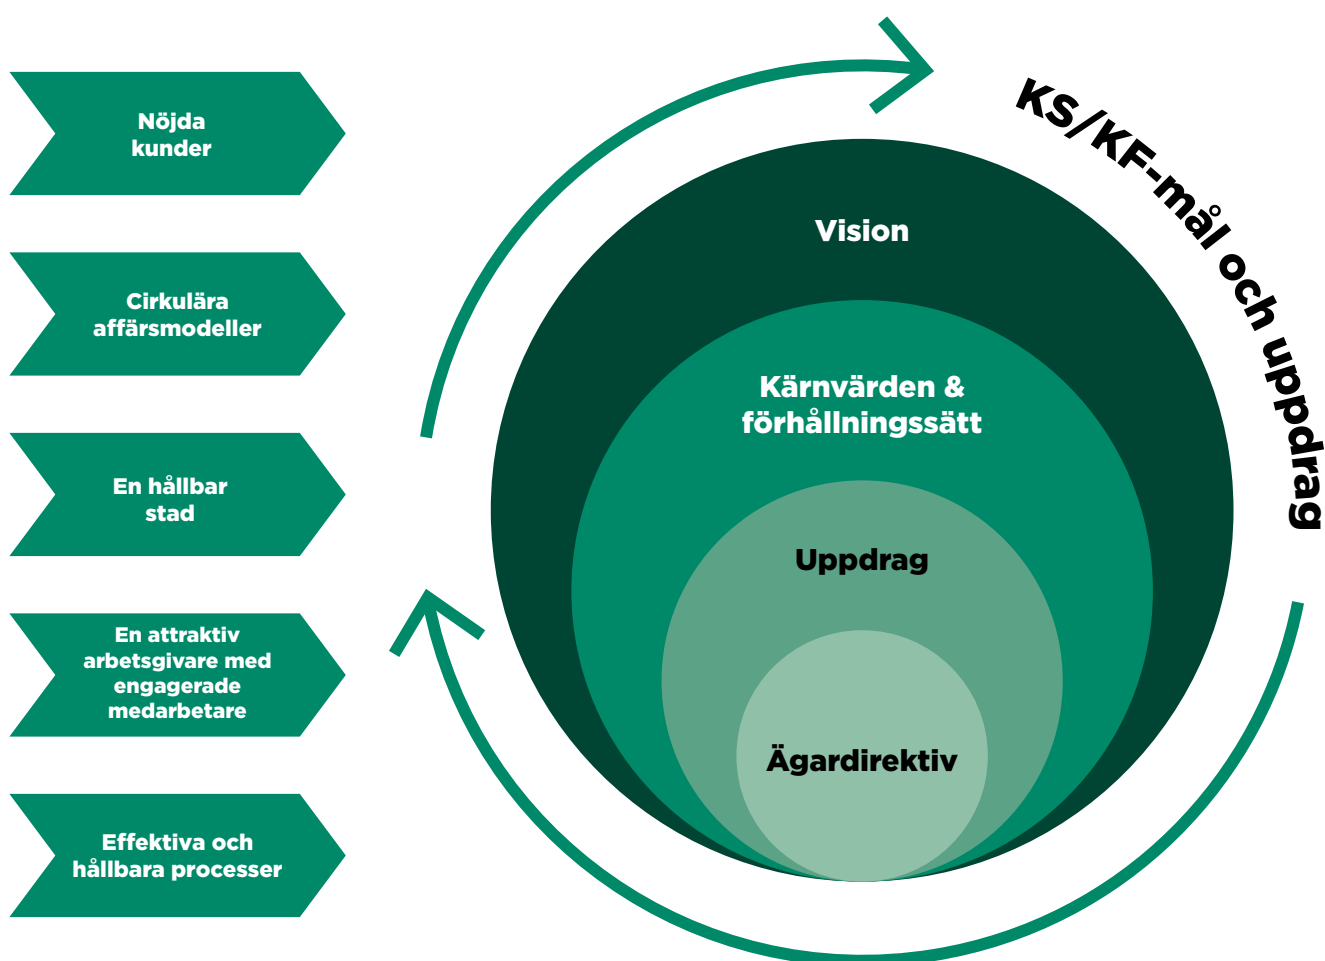 Nöjda
kunder
Cirkulära
affärsmodeller
En hållbar
stad
En attraktiv
arbetsgivare med
engagerade
medarbetare
Effektiva och
hållbara processer
KS/KF-mål och uppdrag
Vision
Kärnvärden &
förhållningssätt
Uppdrag
Ägardirektiv